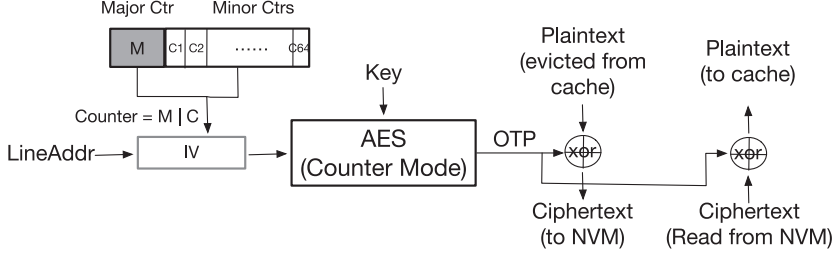 Major Ctr
Minor Ctrs
M
C1
C2
......
C64
Counter = M | C
LineAddr
IV
Key
AES
(Counter Mode)
OTP
Plaintext
(evicted from
cache)
xor
Ciphertext
(to NVM)
Plaintext
(to cache)
xor
Ciphertext
(Read from NVM)